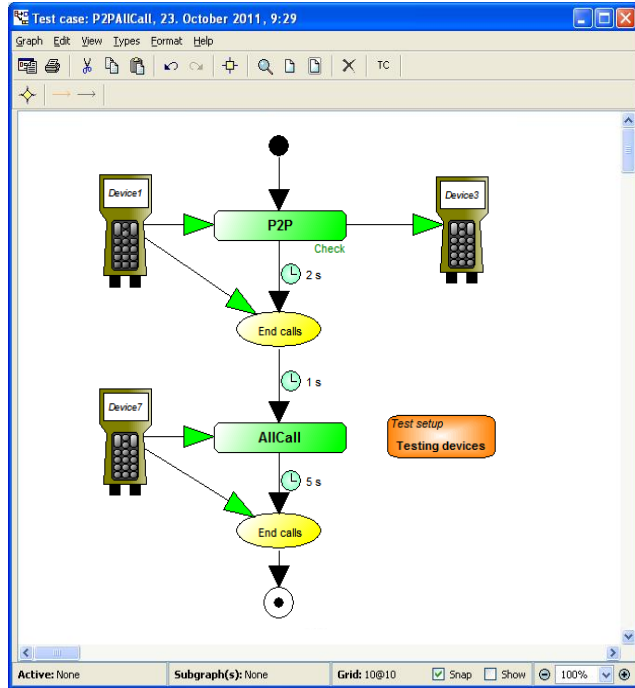 Test case: P2PAllCall, 23. October 2011, 9:29
Graph Edit View Types Format Help
TC
Device1
Device3
P2P
Check
2 s
End calls
1 s
Device7
AllCall
Test setup
Testing devices
5 s
End calls
Active: None Subgraph(s): None Grid: 10@10 Snap Show 100%